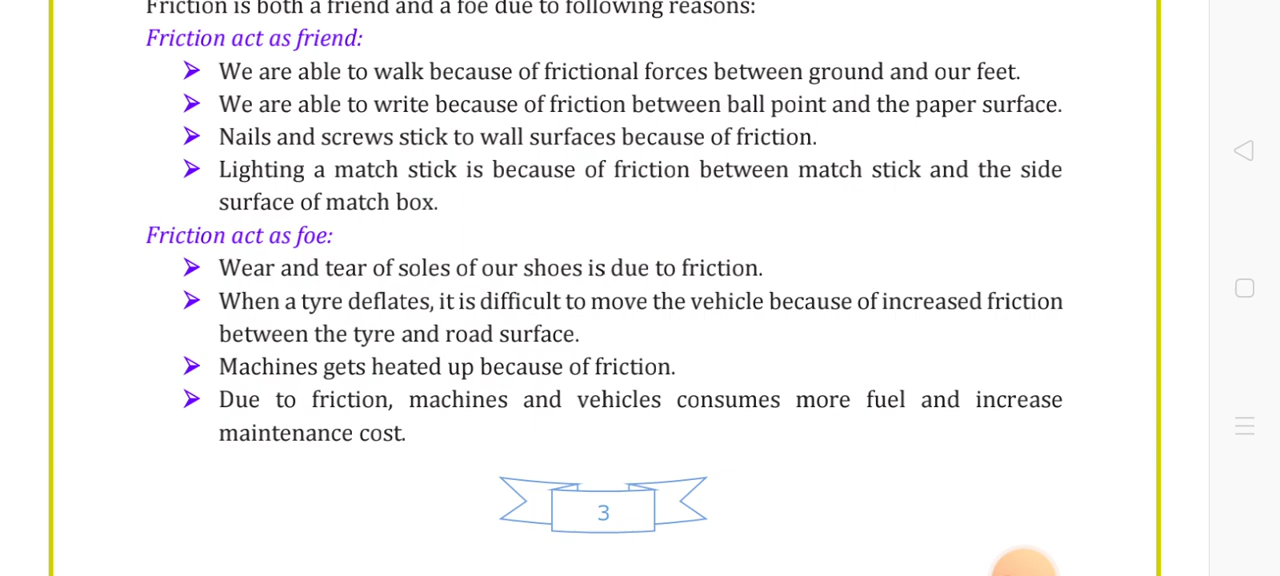 Friction is both a friend and a foe due to following reasons:
Friction act as friend:
➤ We are able to walk because of frictional forces between ground and our feet.
➤ We are able to write because of friction between ball point and the paper surface.
➤ Nails and screws stick to wall surfaces because of friction.
➤ Lighting a match stick is because of friction between match stick and the side
surface of match box.
Friction act as foe:
➤ Wear and tear of soles of our shoes is due to friction.
➤ When a tyre deflates, it is difficult to move the vehicle because of increased friction
between the tyre and road surface.
➤ Machines gets heated up because of friction.
➤ Due to friction, machines and vehicles consumes more fuel and increase
maintenance cost.
3